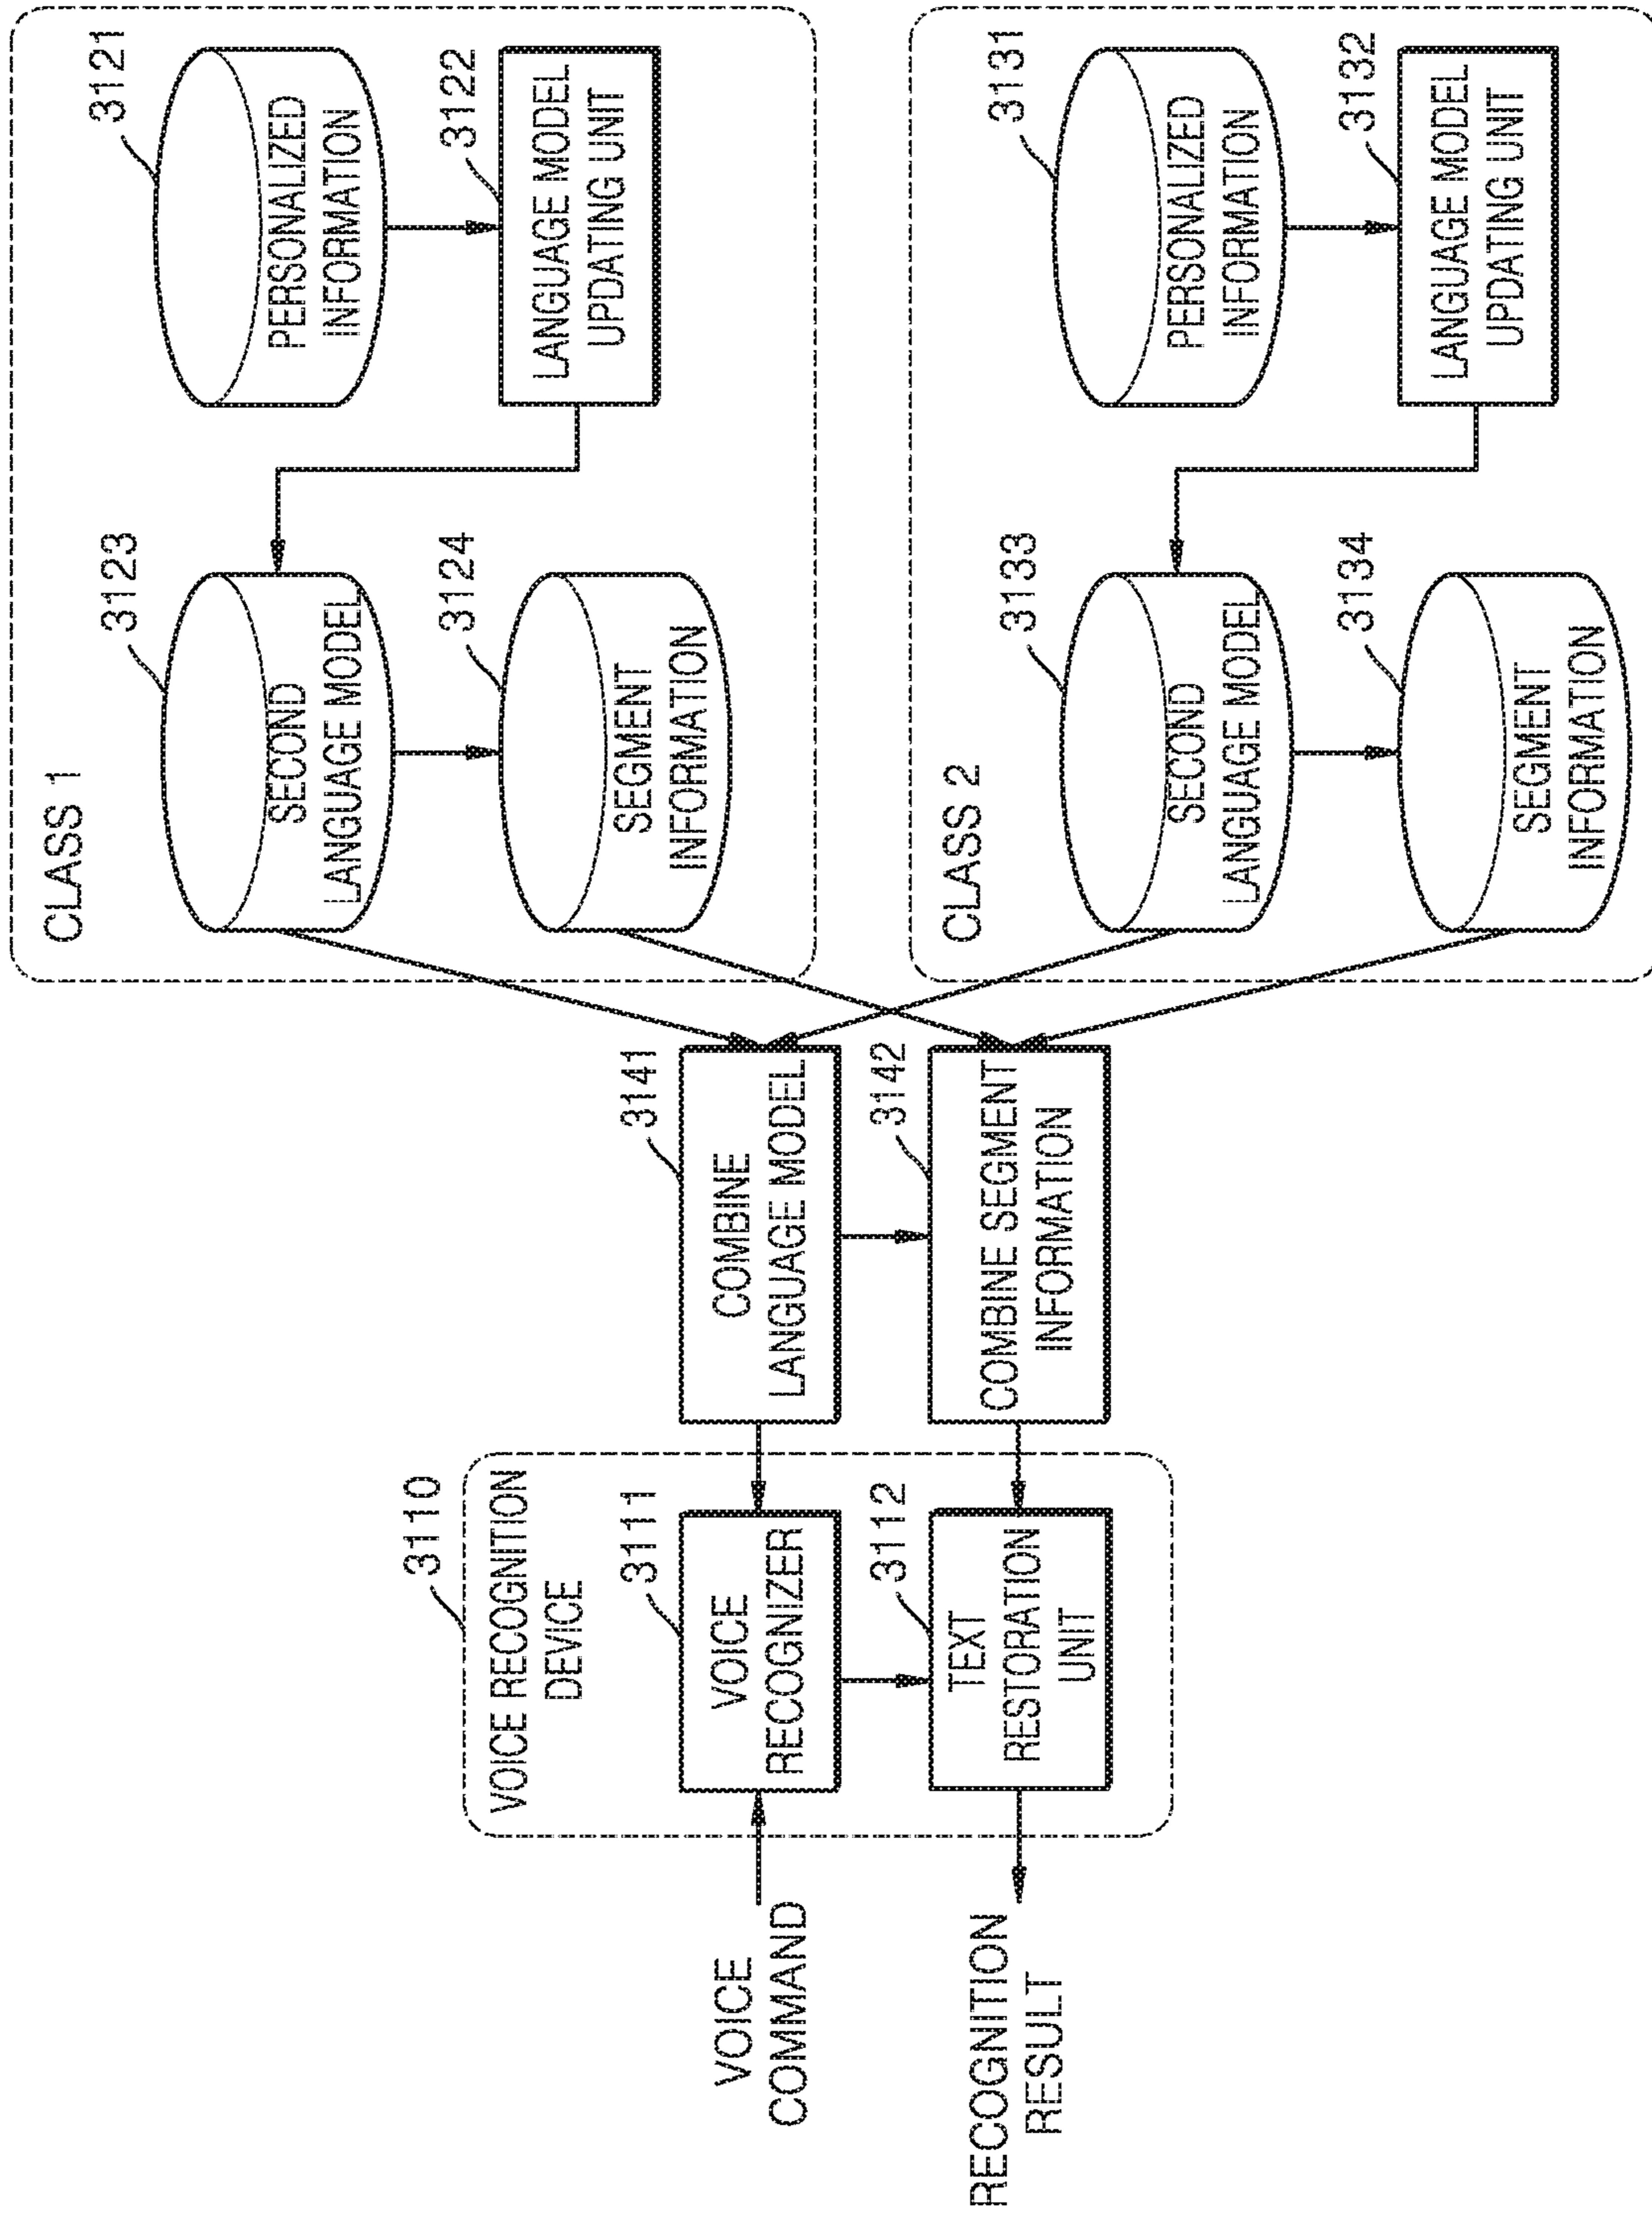 3110
VOICE RECOGNITION
DEVICE
VOICE
COMMAND
3111
VOICE
RECOGNIZER
RECOGNITION
RESULT
3112
TEXT
RESTORATION
UNIT
3141
COMBINE
LANGUAGE MODEL
3142
COMBINE SEGMENT
INFORMATION
CLASS 1
3123
SECOND
LANGUAGE MODEL
3121
PERSONALIZED
INFORMATION
3124
SEGMENT
INFORMATION
3122
LANGUAGE MODEL
UPDATING UNIT
CLASS 2
3133
SECOND
LANGUAGE MODEL
3131
PERSONALIZED
INFORMATION
3134
SEGMENT
INFORMATION
3132
LANGUAGE MODEL
UPDATING UNIT